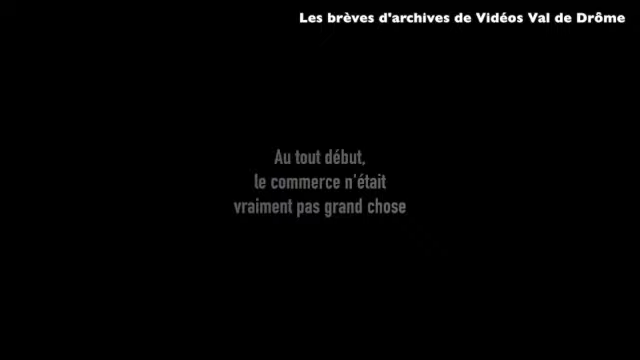 Les brèves d'archives de Vidéos Val de Drôme
Au tout début,
le commerce n'était
vraiment pas grand chose